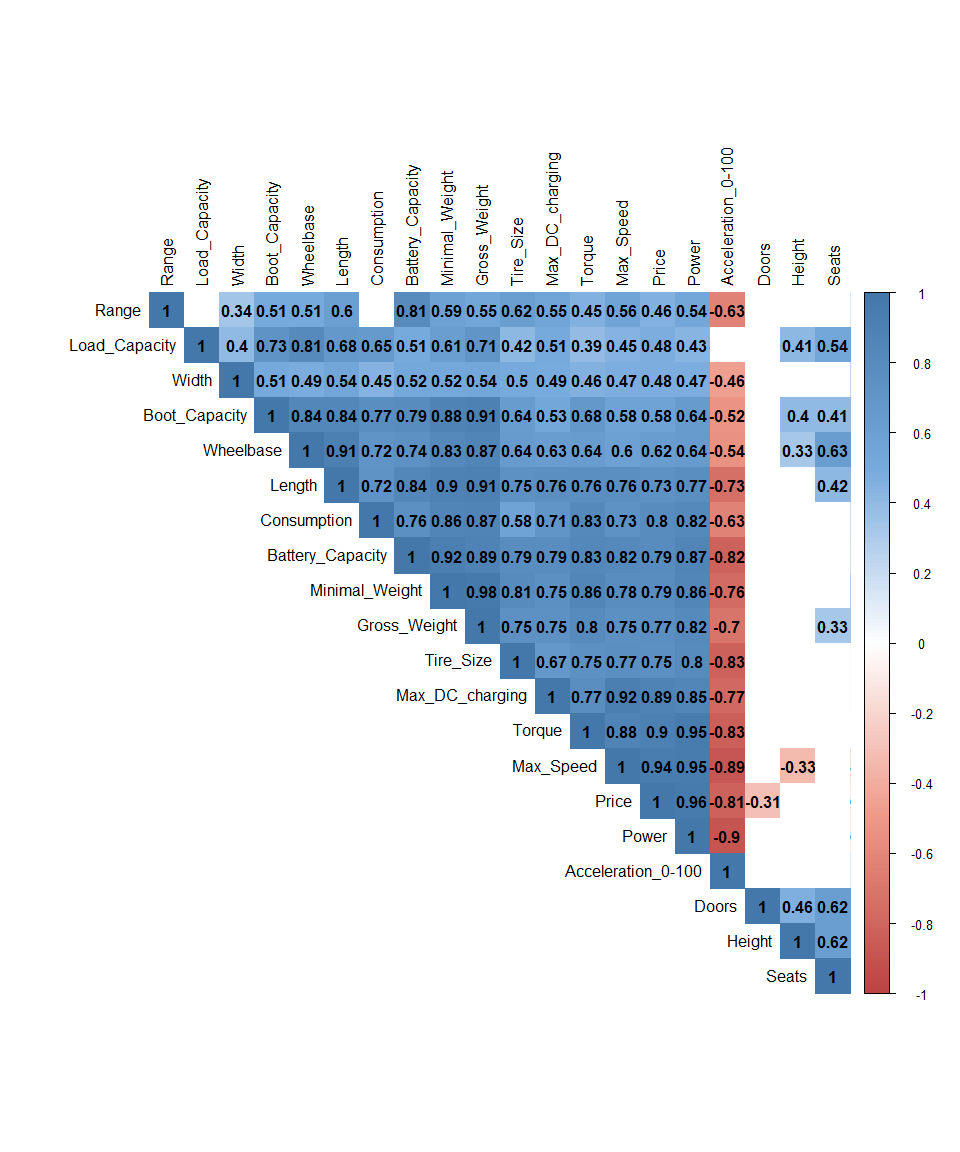 Range Load_Capacity Width Boot_Capacity Wheelbase Length Consumption Battery_Capacity Minimal_Weight Gross_Weight Tire_Size Max_DC_charging Torque Max_Speed Price Power Acceleration_0-100 Doors Height Seats
Range 1 0.34 0.51 0.51 0.6 0.81 0.59 0.55 0.62 0.55 0.45 0.56 0.46 0.54 -0.63
Load_Capacity 1 0.4 0.73 0.81 0.68 0.65 0.51 0.61 0.71 0.42 0.51 0.39 0.45 0.48 0.43 0.41 0.54
Width 1 0.51 0.49 0.54 0.45 0.52 0.52 0.54 0.5 0.49 0.46 0.47 0.48 0.47 -0.46
Boot_Capacity 1 0.84 0.84 0.77 0.79 0.88 0.91 0.64 0.53 0.68 0.58 0.58 0.64 -0.52 0.4 0.41
Wheelbase 1 0.91 0.72 0.74 0.83 0.87 0.64 0.63 0.64 0.6 0.62 0.64 -0.54 0.33 0.63
Length 1 0.72 0.84 0.9 0.91 0.75 0.76 0.76 0.76 0.73 0.77 -0.73 0.42
Consumption 1 0.76 0.86 0.87 0.58 0.71 0.83 0.73 0.8 0.82 -0.63
Battery_Capacity 1 0.92 0.89 0.79 0.79 0.83 0.82 0.79 0.87 -0.82
Minimal_Weight 1 0.98 0.81 0.75 0.86 0.78 0.79 0.86 -0.76
Gross_Weight 1 0.75 0.75 0.8 0.75 0.77 0.82 -0.7 0.33
Tire_Size 1 0.67 0.75 0.77 0.75 0.8 -0.83
Max_DC_charging 1 0.77 0.92 0.89 0.85 -0.77
Torque 1 0.88 0.9 0.95 -0.83
Max_Speed 1 0.94 0.95 -0.89 -0.33
Price 1 0.96 -0.81 -0.31
Power 1 -0.9
Acceleration_0-100 1
Doors 1 0.46 0.62
Height 1 0.62
Seats 1
1
0.8
0.6
0.4
0.2
0
-0.2
-0.4
-0.6
-0.8
-1